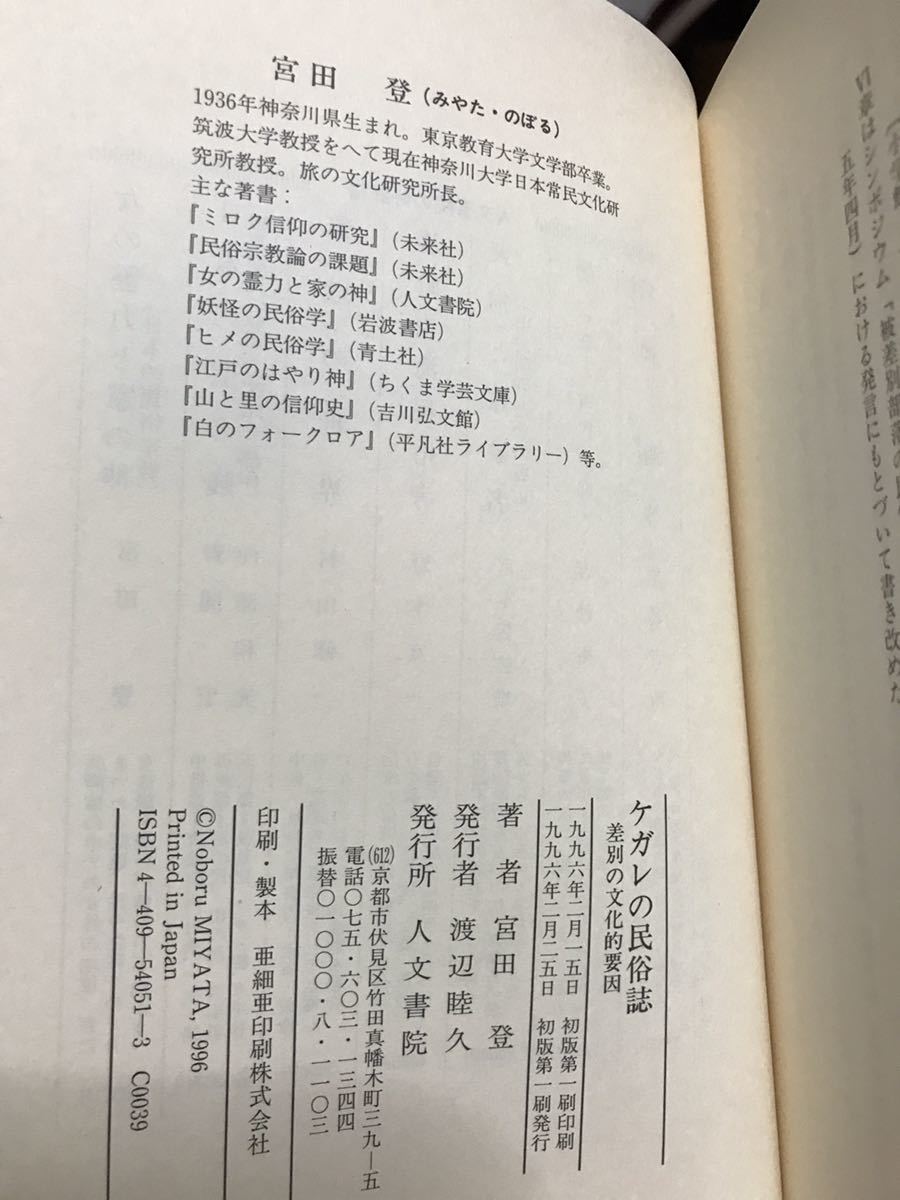 宮田 登(みやた・のぼる)
1936年神奈川県生まれ。東京教育大学文学部卒業。
筑波大学教授をへて現在神奈川大学日本常民文化研
究所教授。旅の文化研究所長。
主な著書:
『ミロク信仰の研究』(未来社)
『民俗宗教論の課題』(未来社)
『女の霊力と家の神』(人文書院)
『妖怪の民俗学』(岩波書店)
『ヒメの民俗学』(青土社)
『江戸のはやり神』(ちくま学芸文庫)
『山と里の信仰史』(吉川弘文館)
『白のフォークロア』(平凡社ライブラリー)等。
ケガレの民俗誌
差別の文化的要因
一九九六年二月一五日 初版第一刷印刷
一九九六年二月二五日 初版第一刷発行
著者 宮田 登
発行者 渡辺睦久
発行所 人文書院
(612)京都市伏見区竹田真幡木町三九―五
電話〇七五・六〇三・一三四四
振替〇一〇〇〇・八・一一〇三
印刷・製本 亜細亜印刷株式会社
©Noboru MIYATA, 1996
Printed in Japan
ISBN4―409―54051―3 C0039
章はシンポジウム「被差別部落の
五年四月)における発言にもとづいて書き改めた